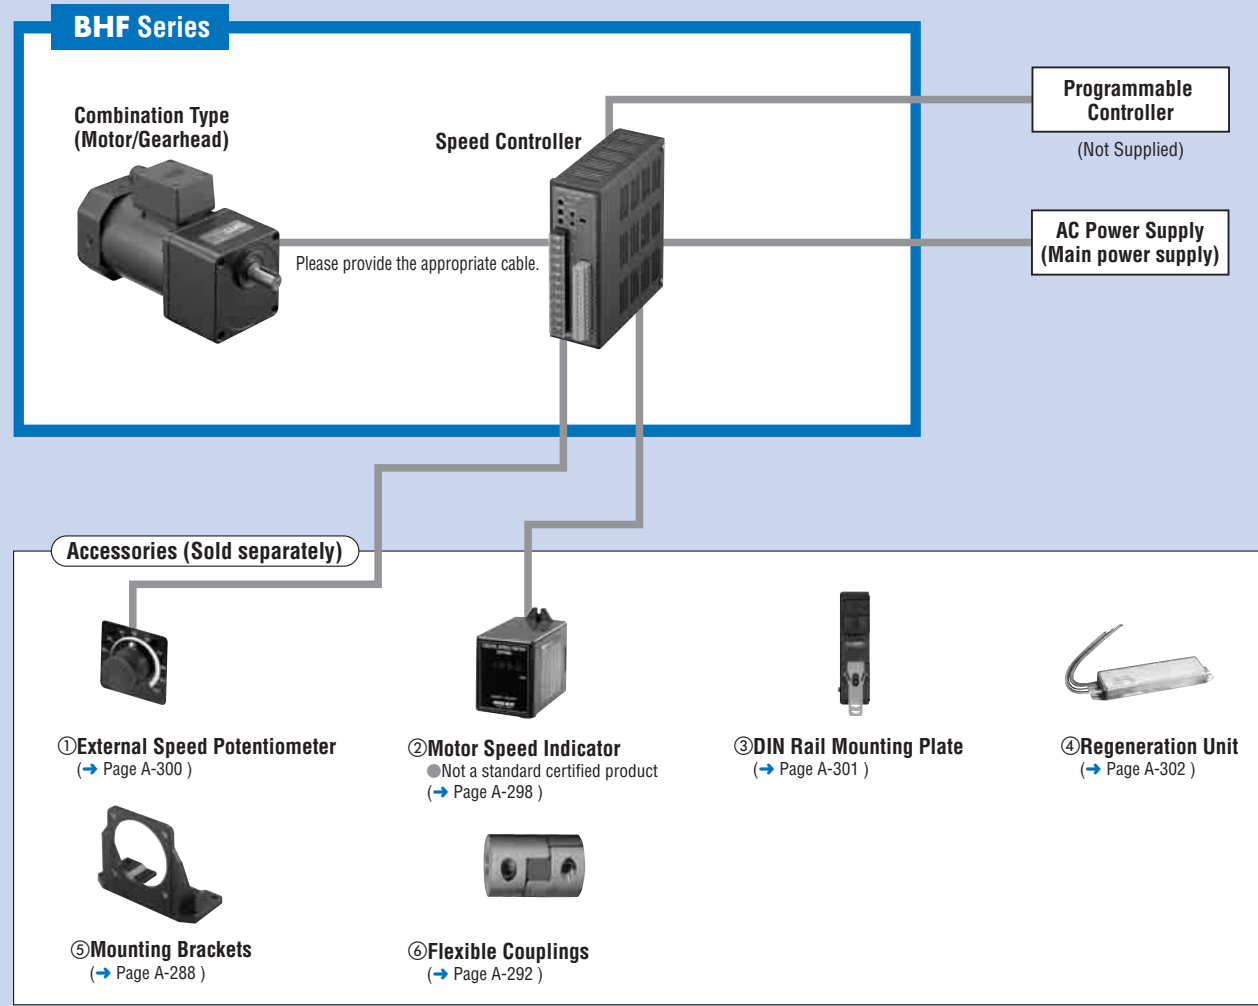 BHF Series
Combination Type
(Motor/Gearhead)
Speed Controller
Programmable
Controller
(Not Supplied)
Please provide the appropriate cable.
AC Power Supply
(Main power supply)
Accessories (Sold separately)
①External Speed Potentiometer
(→ Page A-300 )
②Motor Speed Indicator
●Not a standard certified product
(→ Page A-298 )
③DIN Rail Mounting Plate
(→ Page A-301 )
④Regeneration Unit
(→ Page A-302 )
⑤Mounting Brackets
(→ Page A-288 )
⑥Flexible Couplings
(→ Page A-292 )